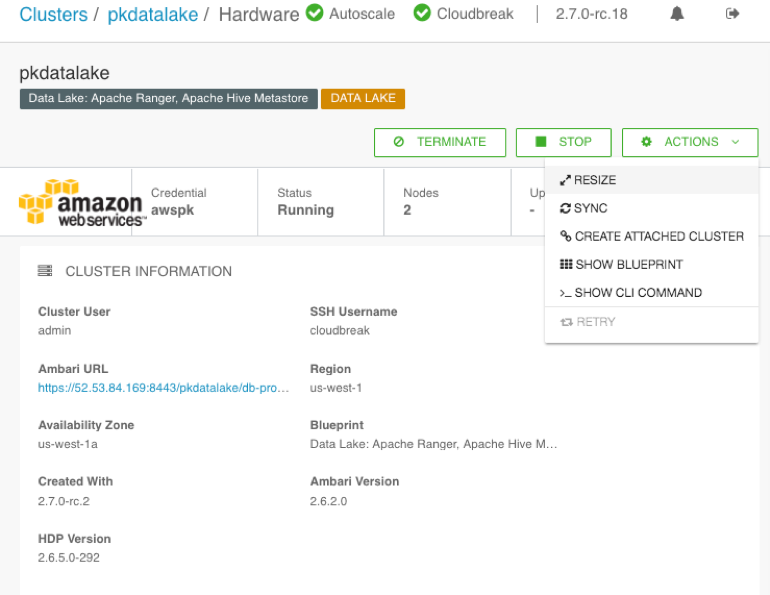 Clusters / pkdatalake / Hardware Autoscale Cloudbreak 2.7.0-rc.18
pkdatalake
Data Lake: Apache Ranger, Apache Hive Metastore DATA LAKE
TERMINATE STOP ACTIONS
amazon
web services™
Credential
awspk
Status
Running
Nodes
2
Up
-
RESIZE
SYNC
CREATE ATTACHED CLUSTER
SHOW BLUEPRINT
>_ SHOW CLI COMMAND
RETRY
CLUSTER INFORMATION
Cluster User
admin
SSH Username
cloudbreak
Ambari URL
https://52.53.84.169:8443/pkdatalake/db-pro...
Region
us-west-1
Availability Zone
us-west-1a
Blueprint
Data Lake: Apache Ranger, Apache Hive M...
Created With
2.7.0-rc.2
Ambari Version
2.6.2.0
HDP Version
2.6.5.0-292